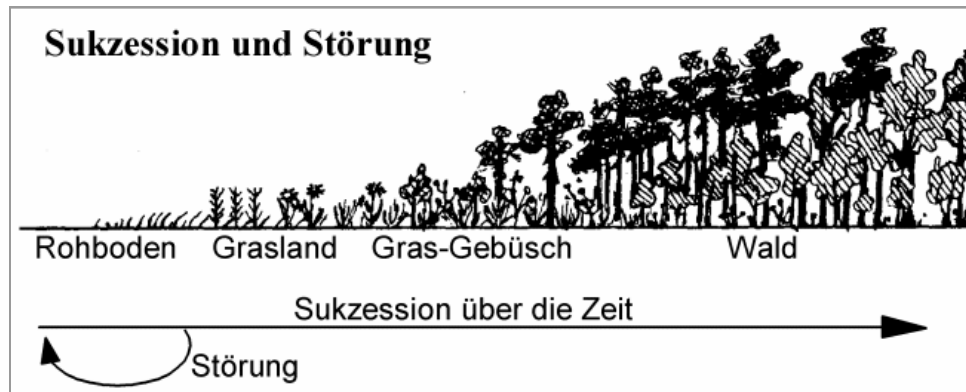 Sukzession und Störung
Rohboden Grasland Gras-Gebüsch Wald
Sukzession über die Zeit
Störung